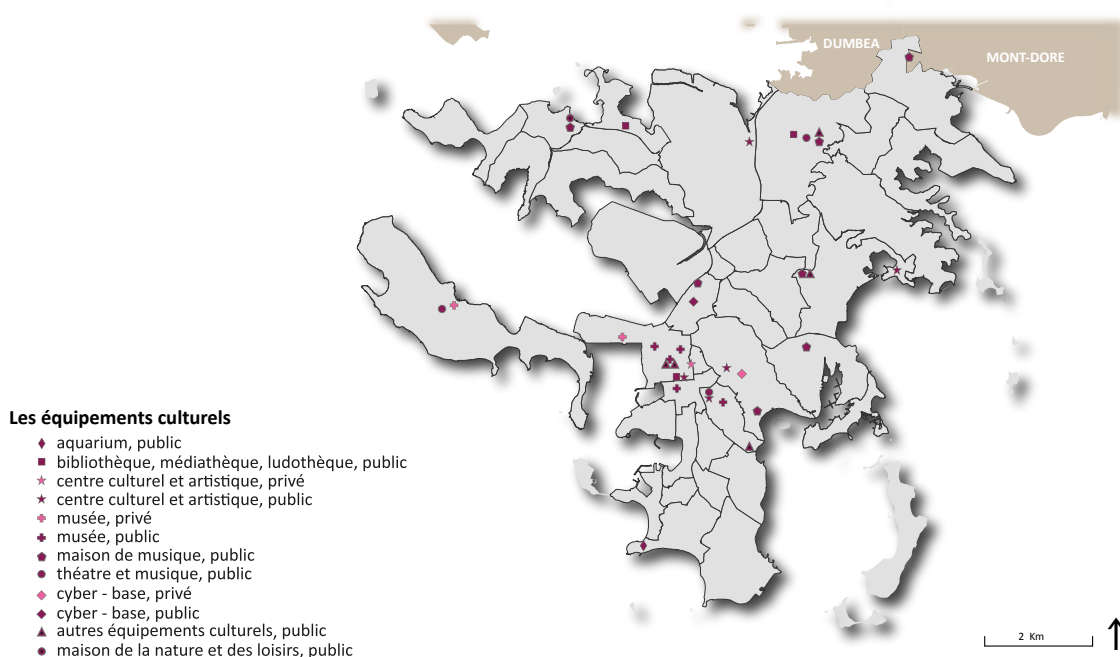 DUMBEA
MONT-DORE
Les équipements culturels
aquarium, public
bibliothèque, médiathèque, ludothèque, public
centre culturel et artistique, privé
centre culturel et artistique, public
musée, privé
musée, public
maison de musique, public
théatre et musique, public
cyber - base, privé
cyber - base, public
autres équipements culturels, public
maison de la nature et des loisirs, public
2 Km